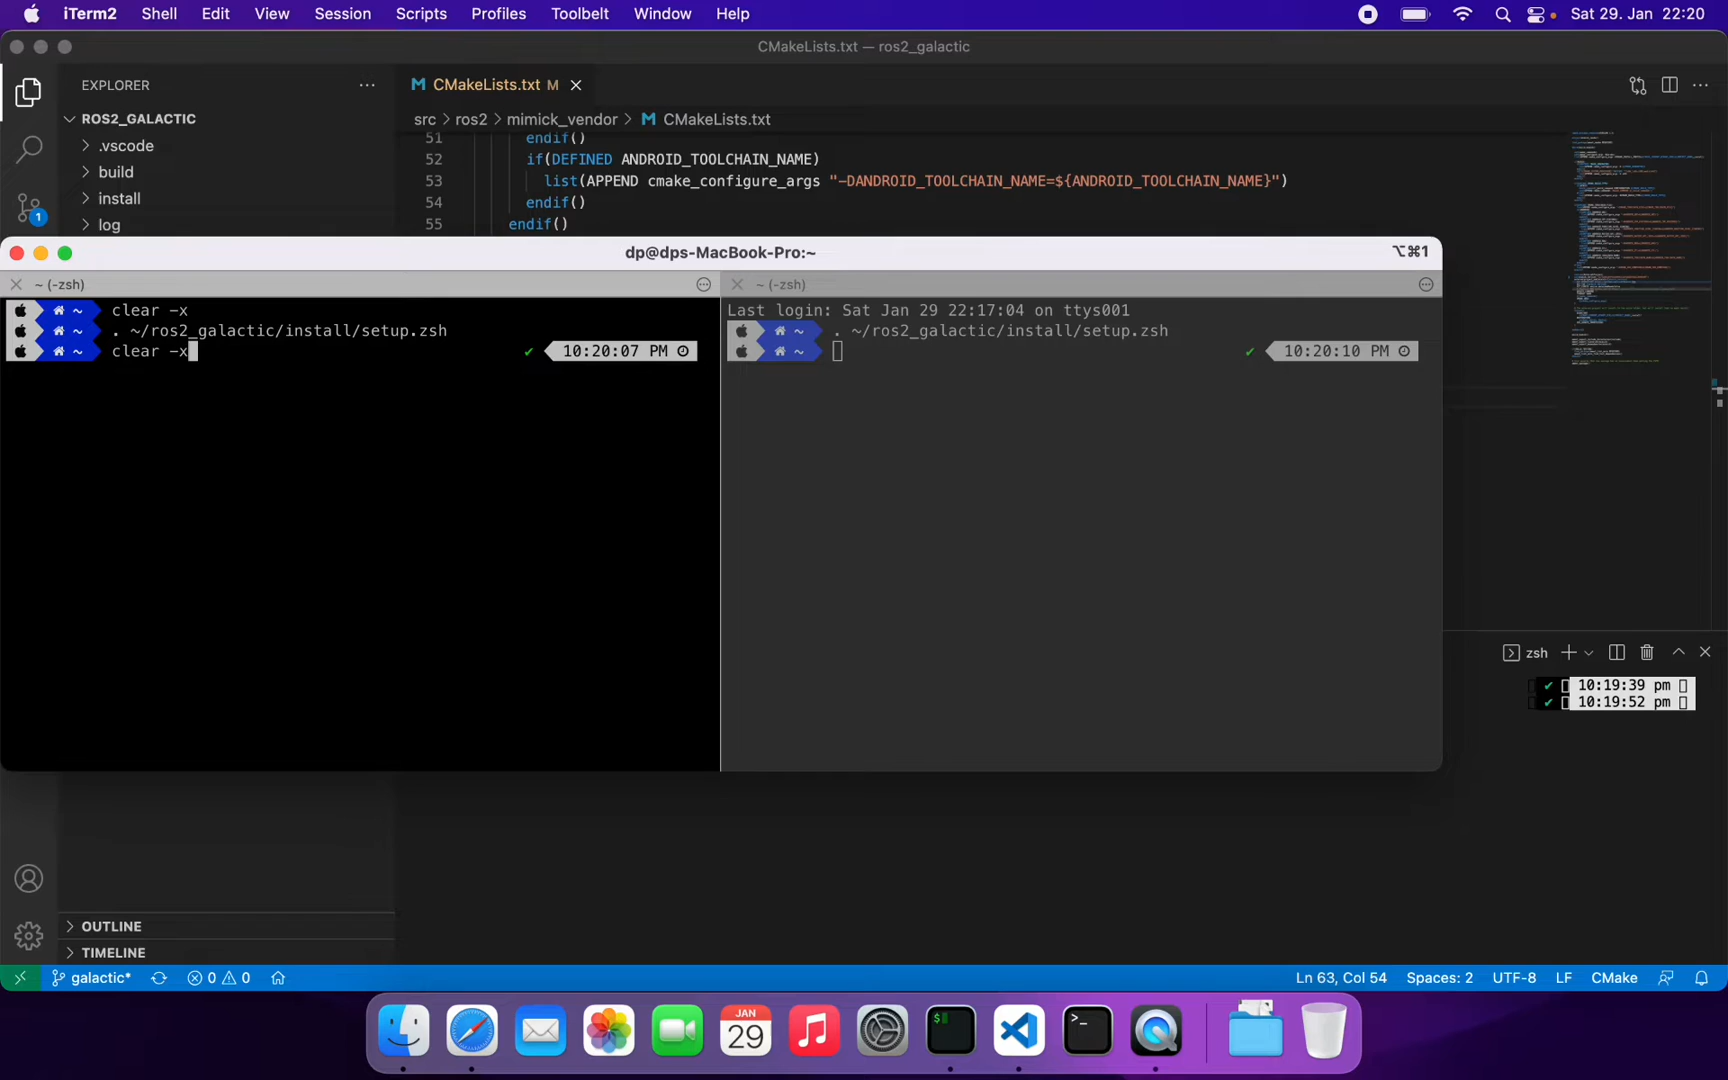 iTerm2 Shell Edit View Session Scripts Profiles Toolbelt Window Help Sat 29. Jan 22:20
CMakeLists.txt — ros2_galactic
EXPLORER
CMakeLists.txt M
ROS2_GALACTIC
src > ros2 > mimick_vendor > CMakeLists.txt
.vscode
build
install
log
51 endif()
52 if(DEFINED ANDROID_TOOLCHAIN_NAME)
53 list(APPEND cmake_configure_args "-DANDROID_TOOLCHAIN_NAME=${ANDROID_TOOLCHAIN_NAME}")
54 endif()
55 endif()
dp@dps-MacBook-Pro:~ ⌥⌘1
~ (-zsh)
clear -x
~ . ~/ros2_galactic/install/setup.zsh
~ clear -x ✔ 10:20:07 PM
~ (-zsh)
Last login: Sat Jan 29 22:17:04 on ttys001
~ . ~/ros2_galactic/install/setup.zsh
~ ✔ 10:20:10 PM
zsh
✔ 10:19:39 pm
✔ 10:19:52 pm
OUTLINE
TIMELINE
galactic* 0 0 Ln 63, Col 54 Spaces: 2 UTF-8 LF CMake
JAN
29